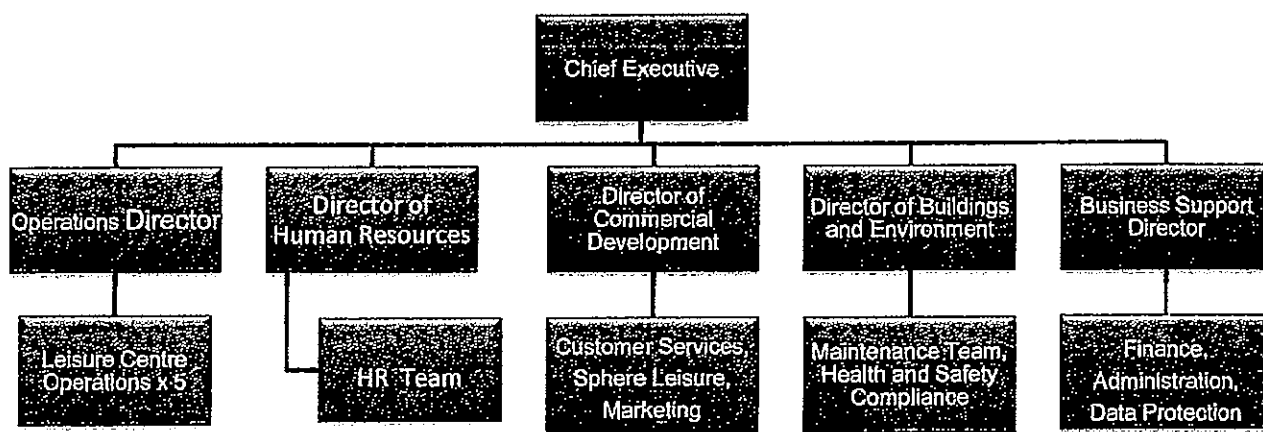 Chief Executive
Operations Director
Director of
Human Resources
Director of
Commercial
Development
Director of Buildings
and Environment
Business Support
Director
Leisure Centre
Operations x 5
HR Team
Customer Services,
Sphere Leisure,
Marketing
Maintenance Team,
Health and Safety
Compliance
Finance,
Administration,
Data Protection